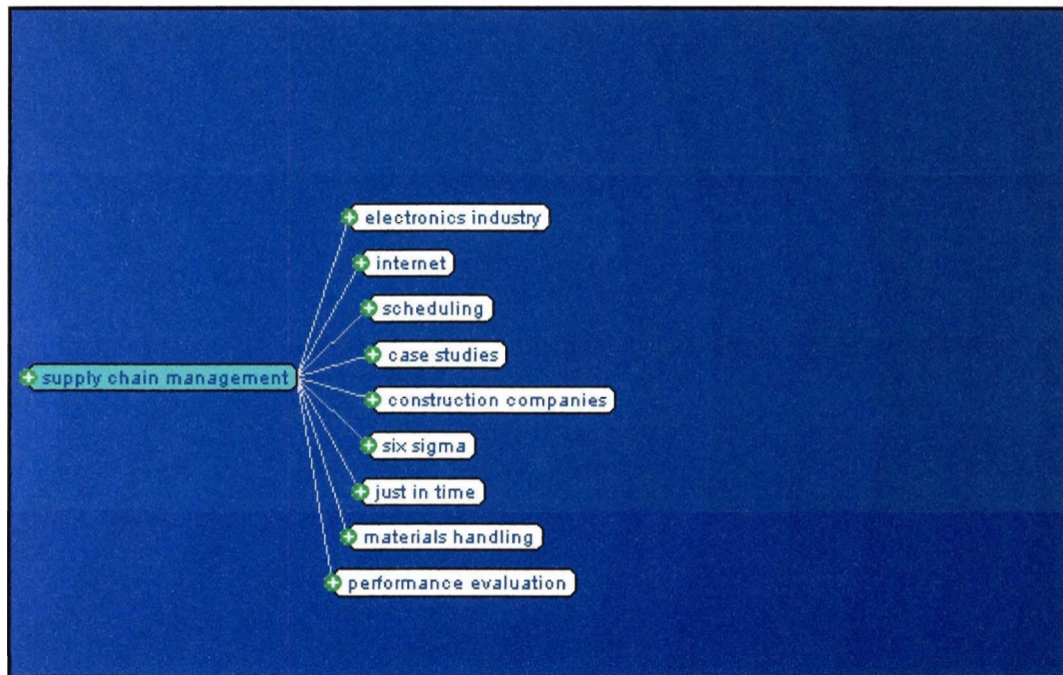 electronics industry
internet
scheduling
case studies
supply chain management
construction companies
six sigma
just in time
materials handling
performance evaluation